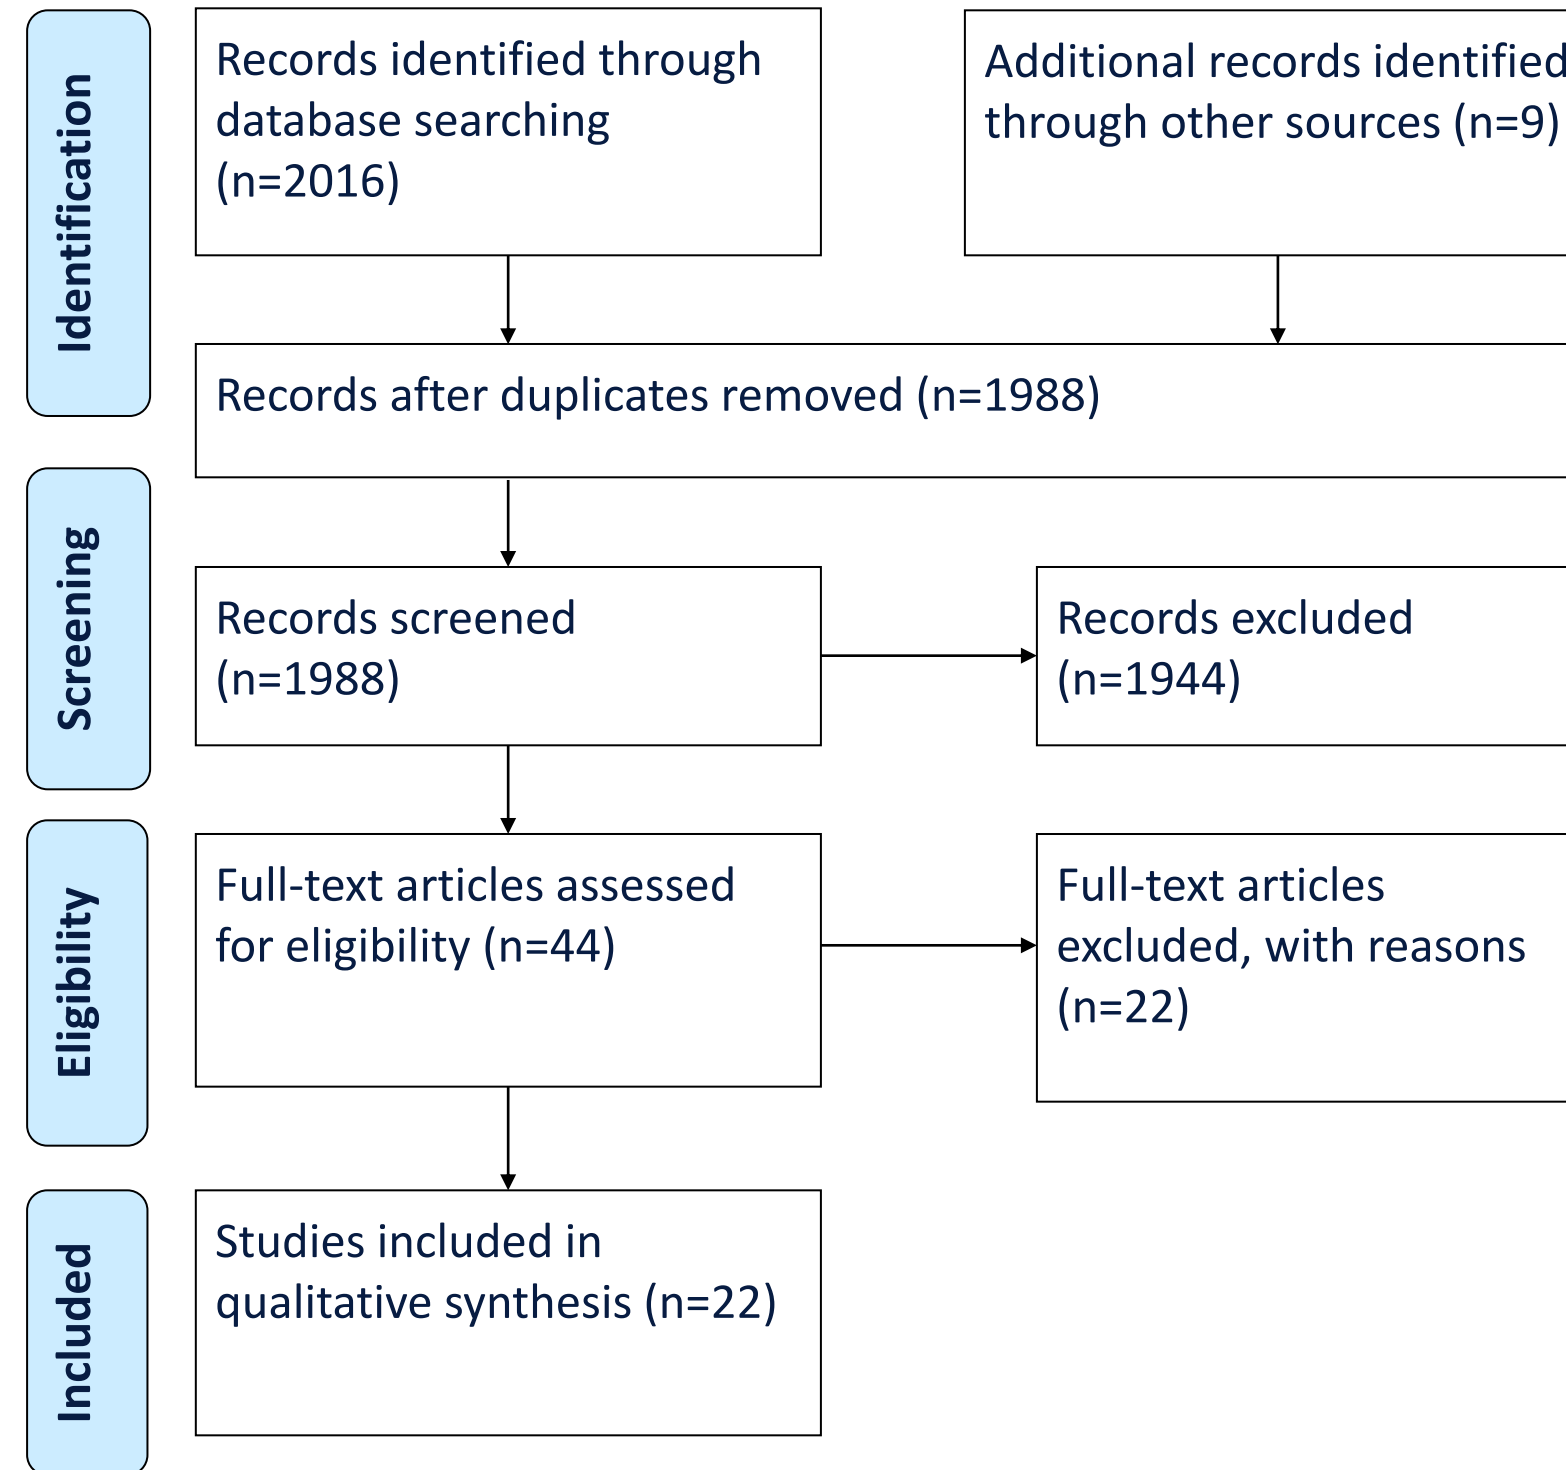 Identification
Records identified through
database searching
(n=2016)
Additional records identified
through other sources (n=9)
Records after duplicates removed (n=1988)
Screening
Records screened
(n=1988)
Records excluded
(n=1944)
Eligibility
Full-text articles assessed
for eligibility (n=44)
Full-text articles
excluded, with reasons
(n=22)
Included
Studies included in
qualitative synthesis (n=22)